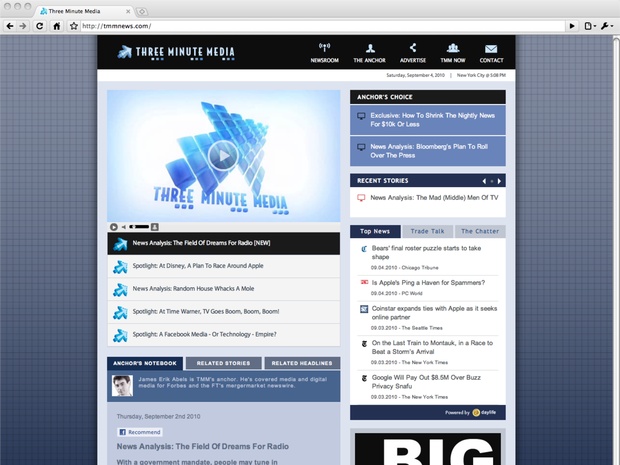 Three Minute Media
http://tmmnews.com/
THREE MINUTE MEDIA
NEWSROOM
THE ANCHOR
ADVERTISE
TMM NOW
CONTACT
Saturday, September 4, 2010 | New York City @ 5:08 PM
THREE MINUTE MEDIA
News Analysis: The Field Of Dreams For Radio [NEW]
Spotlight: At Disney, A Plan To Race Around Apple
News Analysis: Random House Whacks A Mole
Spotlight: At Time Warner, TV Goes Boom, Boom, Boom!
Spotlight: A Facebook Media - Or Technology - Empire?
ANCHOR'S NOTEBOOK
RELATED STORIES
RELATED HEADLINES
James Erik Abels is TMM's anchor. He's covered media and digital
media for Forbes and the FT's mergermarket newswire.
Thursday, September 2nd 2010
Recommend
News Analysis: The Field Of Dreams For Radio
With a government mandate, people may tune in
ANCHOR'S CHOICE
Exclusive: How To Shrink The Nightly News
For $10k Or Less
News Analysis: Bloomberg's Plan To Roll
Over The Press
RECENT STORIES
News Analysis: The Mad (Middle) Men Of TV
Top News
Trade Talk
The Chatter
Bears' final roster puzzle starts to take
shape
09.04.2010 - Chicago Tribune
Is Apple's Ping a Haven for Spammers?
09.04.2010 - PC World
Coinstar expands ties with Apple as it seeks
online partner
09.03.2010 - The Seattle Times
On the Last Train to Montauk, in a Race to
Beat a Storm's Arrival
09.03.2010 - The New York Times
Google Will Pay Out $8.5M Over Buzz
Privacy Snafu
09.03.2010 - The New York Times
Powered by daylife
BIG